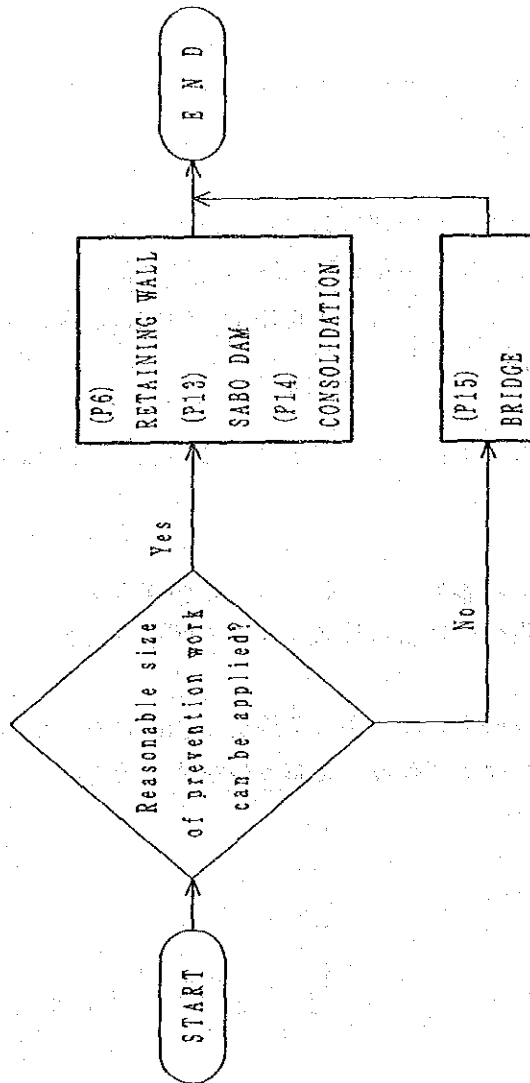 START
Reasonable size
of prevention work
can be applied?
Yes
(P6)
RETAINING WALL
(P13)
SABO DAM
(P14)
CONSOLIDATION
END
No
(P15)
BRIDGE